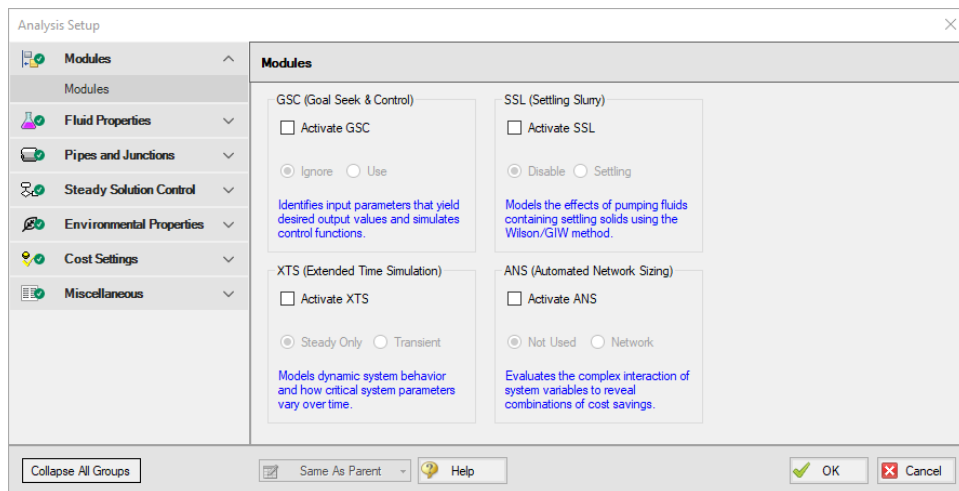 Analysis Setup
Modules
Modules
Fluid Properties
Pipes and Junctions
Steady Solution Control
Environmental Properties
Cost Settings
Miscellaneous
Modules
GSC (Goal Seek & Control)
Activate GSC
Ignore Use
Identifies input parameters that yield
desired output values and simulates
control functions.
SSL (Settling Slurry)
Activate SSL
Disable Settling
Models the effects of pumping fluids
containing settling solids using the
Wilson/GIW method.
XTS (Extended Time Simulation)
Activate XTS
Steady Only Transient
Models dynamic system behavior
and how critical system parameters
vary over time.
ANS (Automated Network Sizing)
Activate ANS
Not Used Network
Evaluates the complex interaction of
system variables to reveal
combinations of cost savings.
Collapse All Groups
Same As Parent
Help
OK
Cancel